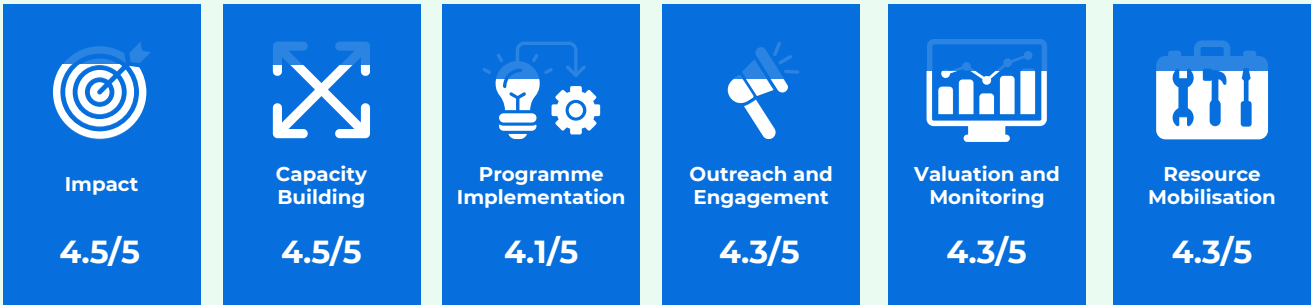 Impact
4.5/5
Capacity
Building
4.5/5
Programme
Implementation
4.1/5
Outreach and
Engagement
4.3/5
Valuation and
Monitoring
4.3/5
Resource
Mobilisation
4.3/5